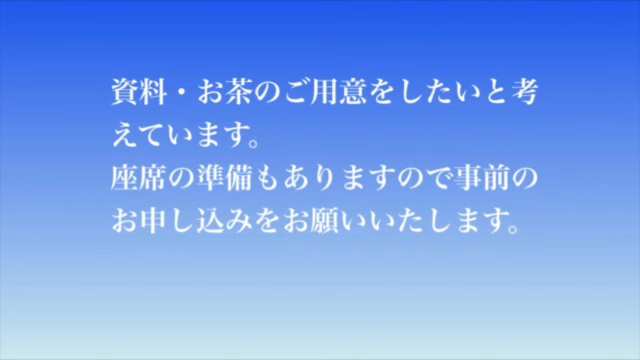 資料・お茶のご用意をしたいと考
えています。
座席の準備もありますので事前の
お申し込みをお願いいたします。